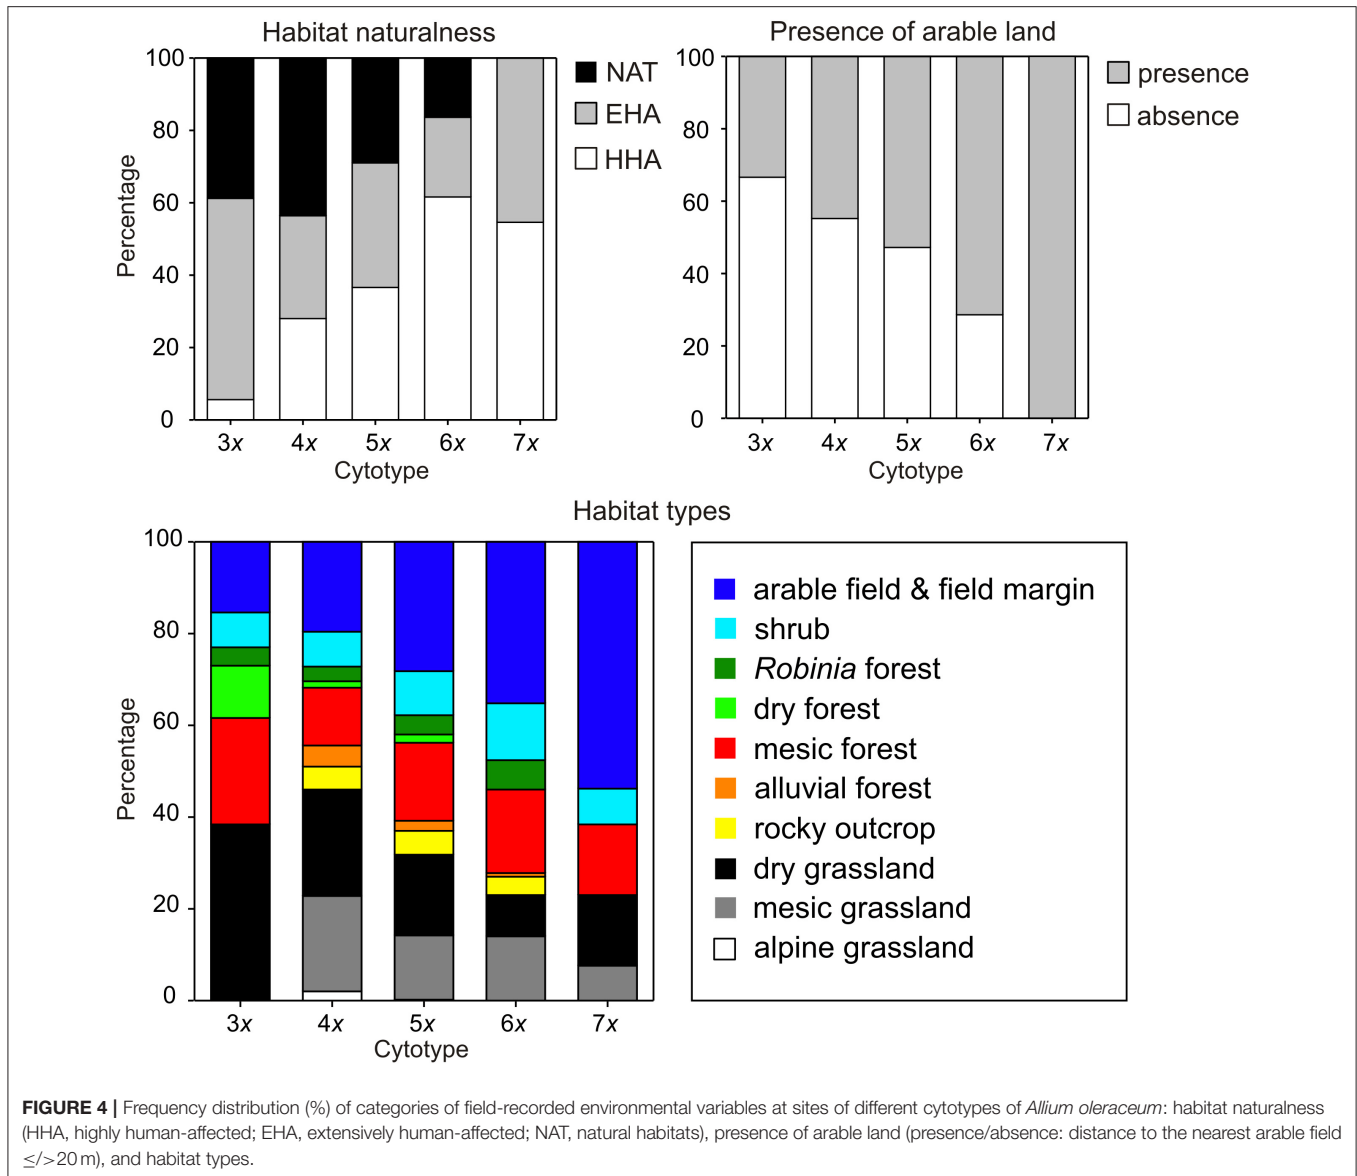 Habitat naturalness
Percentage
100
80
60
40
20
0
3x
4x
5x
6x
7x
Cytotype
NAT
EHA
HHA
Presence of arable land
100
80
60
40
20
0
3x
4x
5x
6x
7x
Cytotype
presence
absence
Habitat types
Percentage
100
80
60
40
20
0
3x
4x
5x
6x
7x
Cytotype
arable field & field margin
shrub
Robinia forest
dry forest
mesic forest
alluvial forest
rocky outcrop
dry grassland
mesic grassland
alpine grassland
FIGURE 4 | Frequency distribution (%) of categories of field-recorded environmental variables at sites of different cytotypes of Allium oleraceum: habitat naturalness
(HHA, highly human-affected; EHA, extensively human-affected; NAT, natural habitats), presence of arable land (presence/absence: distance to the nearest arable field
≤/>20 m), and habitat types.